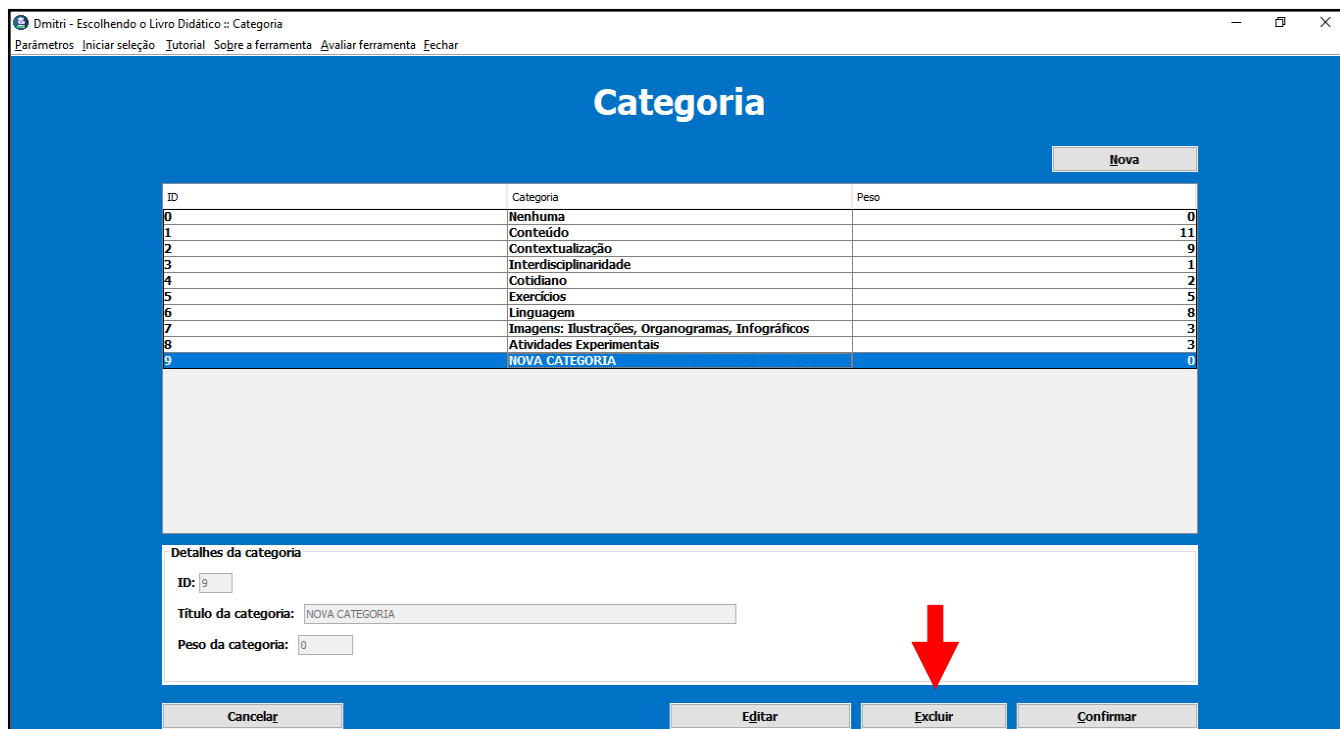 Dmitri - Escolhendo o Livro Didático :: Categoria
Parâmetros Iniciar seleção Tutorial Sobre a ferramenta Avaliar ferramenta Fechar
Categoria
Nova
ID Categoria Peso
0 Nenhuma 0
1 Conteúdo 11
2 Contextualização 9
3 Interdisciplinaridade 1
4 Cotidiano 2
5 Exercícios 5
6 Linguagem 8
7 Imagens: Ilustrações, Organogramas, Infográficos 3
8 Atividades Experimentais 3
9 NOVA CATEGORIA 0
Detalhes da categoria
ID: 9
Título da categoria: NOVA CATEGORIA
Peso da categoria: 0
Cancelar Editar Excluir Confirmar